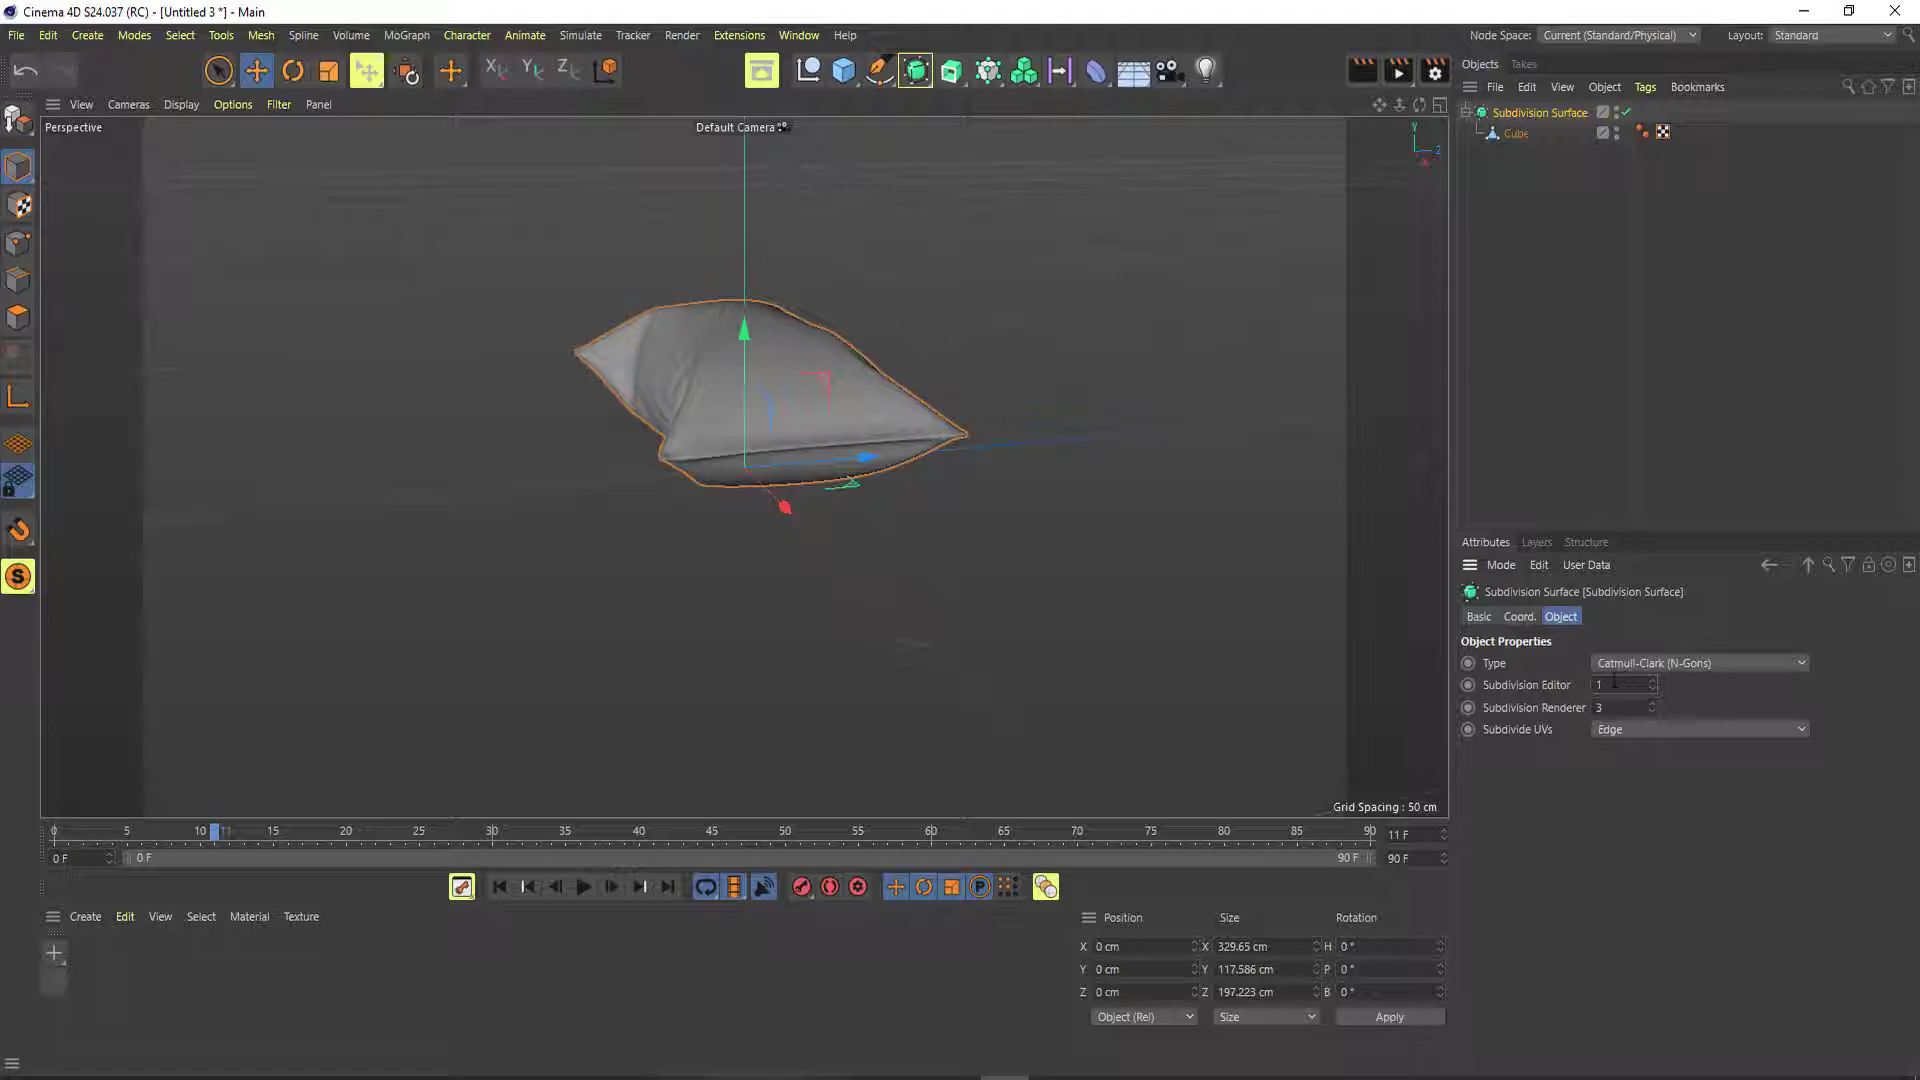 Cinema 4D S24.037 (RC) - [Untitled 3 *] - Main
File Edit Create Modes Select Tools Mesh Spline Volume MoGraph Character Animate Simulate Tracker Render Extensions Window Help
Node Space: Current (Standard/Physical) Layout: Standard
X Y Z
Objects Takes
File Edit View Object Tags Bookmarks
View Cameras Display Options Filter Panel
Perspective
Default Camera
Subdivision Surface
Cube
Y
Z
Attributes Layers Structure
Mode Edit User Data
Subdivision Surface [Subdivision Surface]
Basic Coord. Object
Object Properties
Type Catmull-Clark (N-Gons)
Subdivision Editor 1
Subdivision Renderer 3
Subdivide UVs Edge
S
Grid Spacing : 50 cm
0 5 10 11 15 20 25 30 35 40 45 50 55 60 65 70 75 80 85 90 11 F
0 F 0 F 90 F 90 F
P
Create Edit View Select Material Texture
Position Size Rotation
X 0 cm X 329.65 cm H 0 °
Y 0 cm Y 117.586 cm P 0 °
Z 0 cm Z 197.223 cm B 0 °
Object (Rel) Size Apply